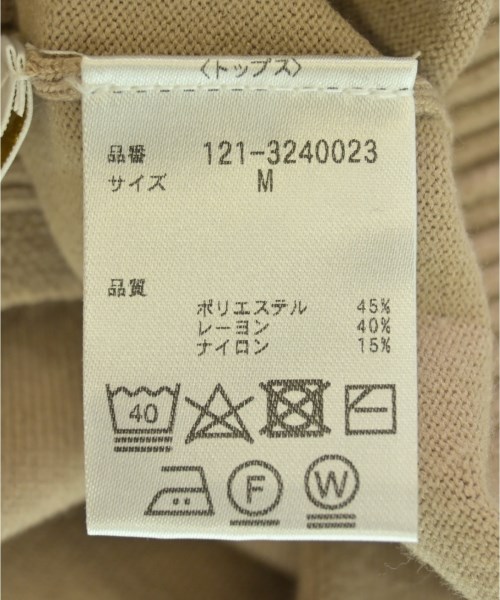 〈トップス〉
品番 121-3240023
サイズ M
品質
ポリエステル 45%
レーヨン 40%
ナイロン 15%
40
F W